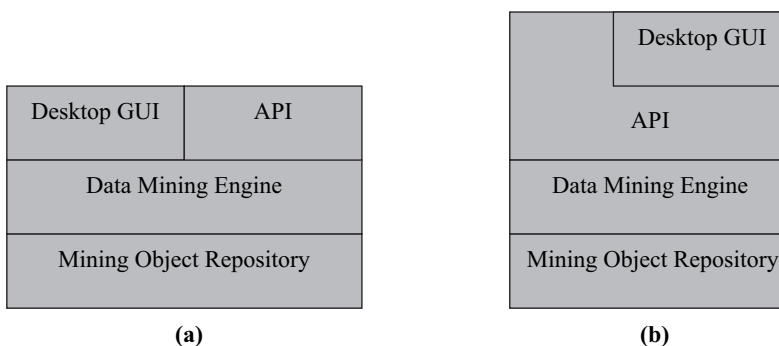 Desktop GUI
API
Data Mining Engine
Mining Object Repository
(a)
Desktop GUI
API
Data Mining Engine
Mining Object Repository
(b)